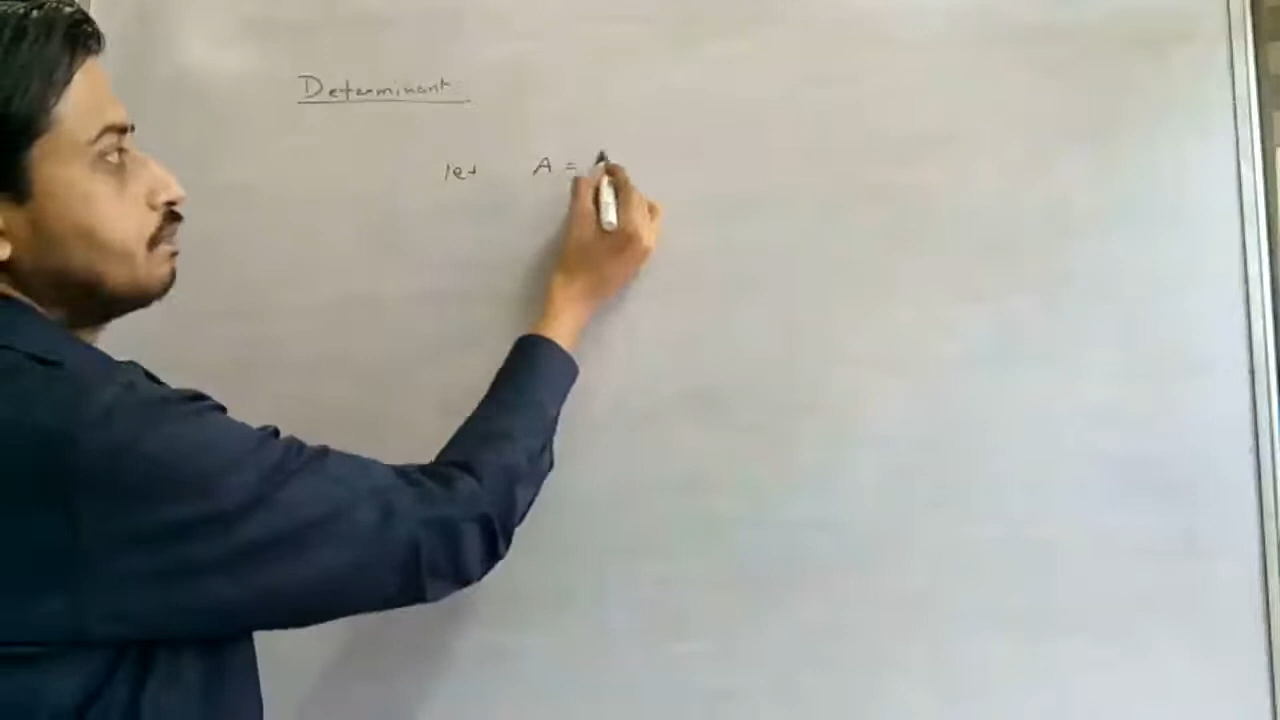 Determinant
let A =